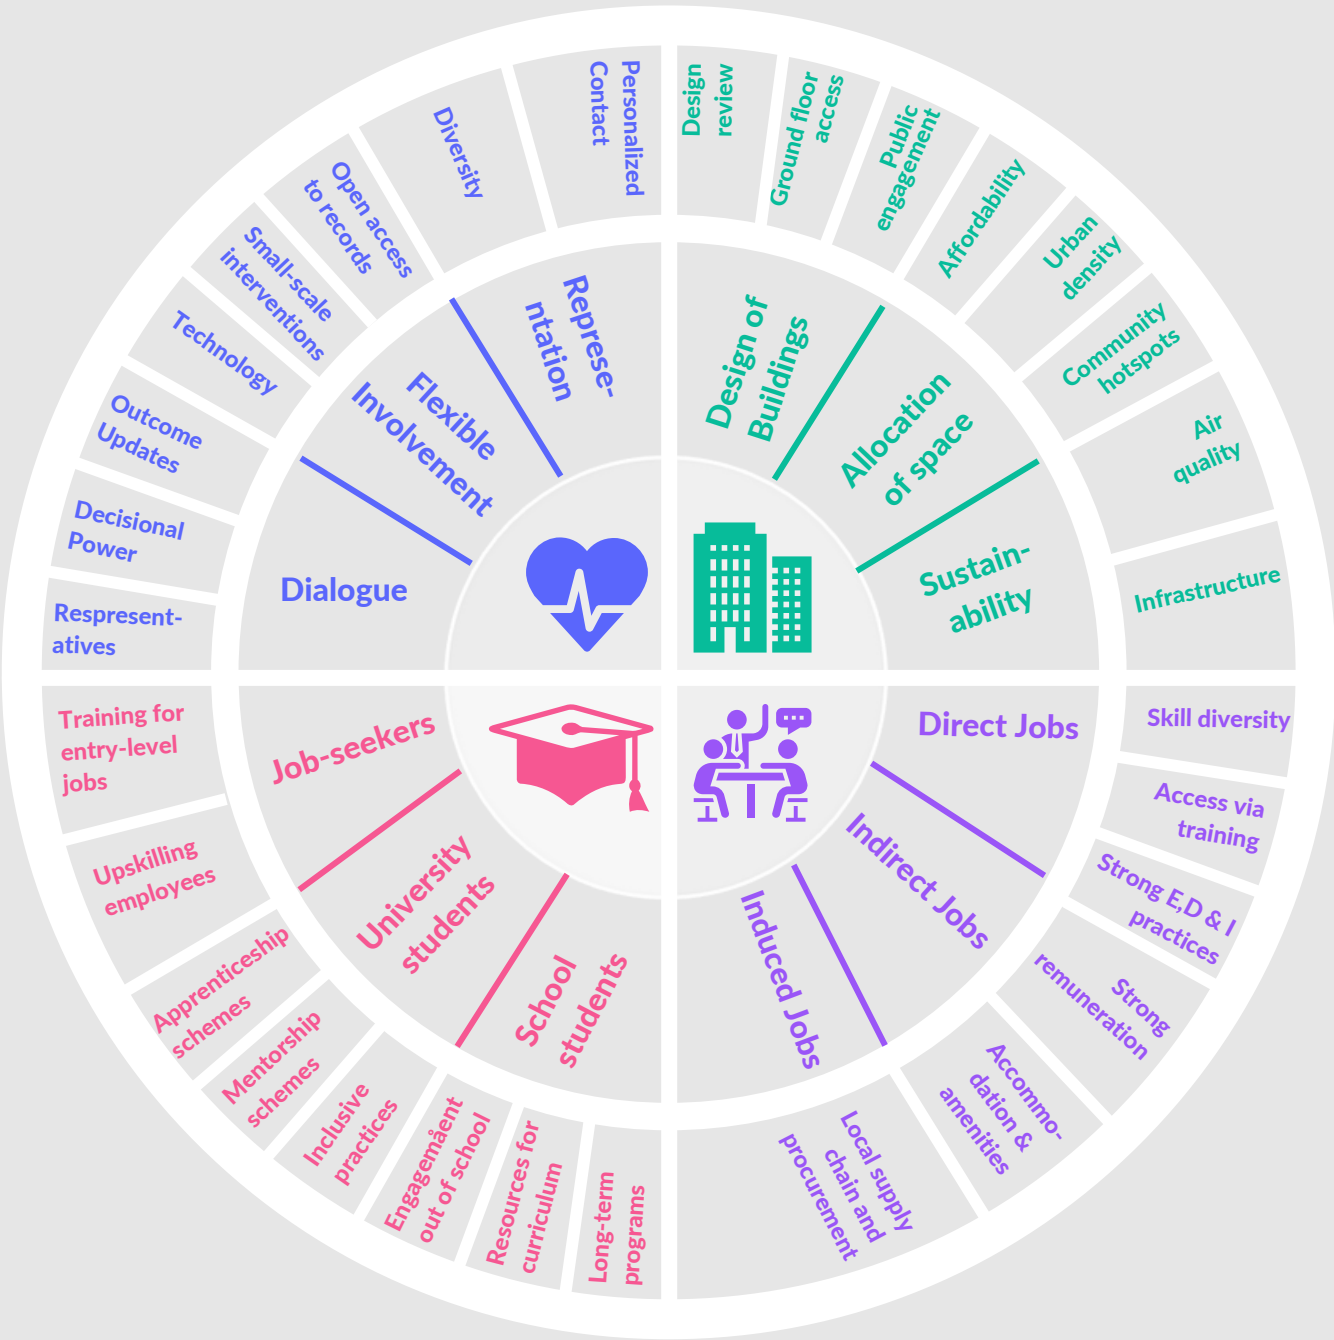 Personalized
Contact
Diversity
Open access
to records
Small-scale
interventions
Technology
Outcome
Updates
Decisional
Power
Respresent-
atives
Represe-
ntation
Flexible
Involvement
Dialogue
Design
review
Ground floor
access
Public
engagement
Affordability
Urban
density
Community
hotspots
Air
quality
Infrastructure
Design of
Buildings
Allocation
of space
Sustain-
ability
Direct Jobs
Indirect Jobs
Induced Jobs
Skill diversity
Access via
training
Strong E,D & I
practices
Strong
remuneration
Accommo-
dation &
amenities
Local supply
chain and
procurement
Job-seekers
University
students
School
students
Training for
entry-level
jobs
Upskilling
employees
Apprenticeship
schemes
Mentorship
schemes
Inclusive
practices
Engagemåent
out of school
Resources for
curriculum
Long-term
programs